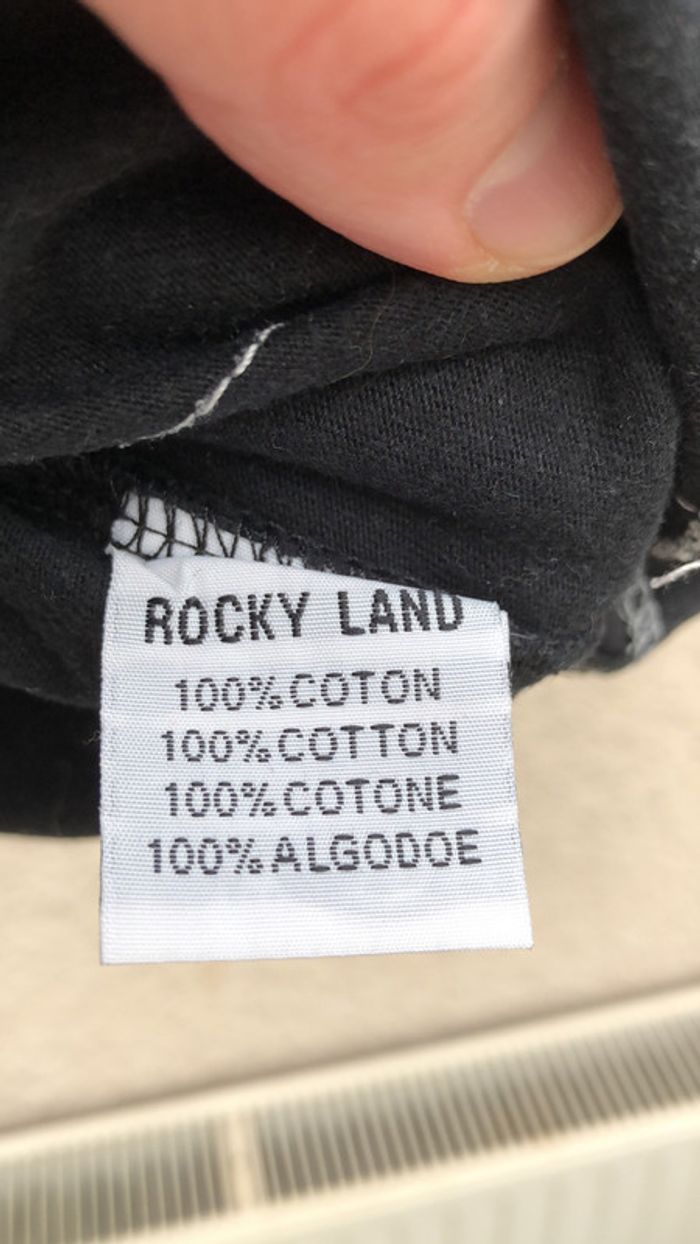 ROCKY LAND
100% COTON
100% COTTON
100% COTONE
100% ALGODOE